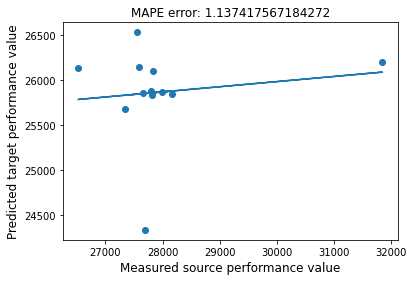 MAPE error: 1.137417567184272
26500
26000
25500
25000
24500
Predicted target performance value
27000 28000 29000 30000 31000 32000
Measured source performance value